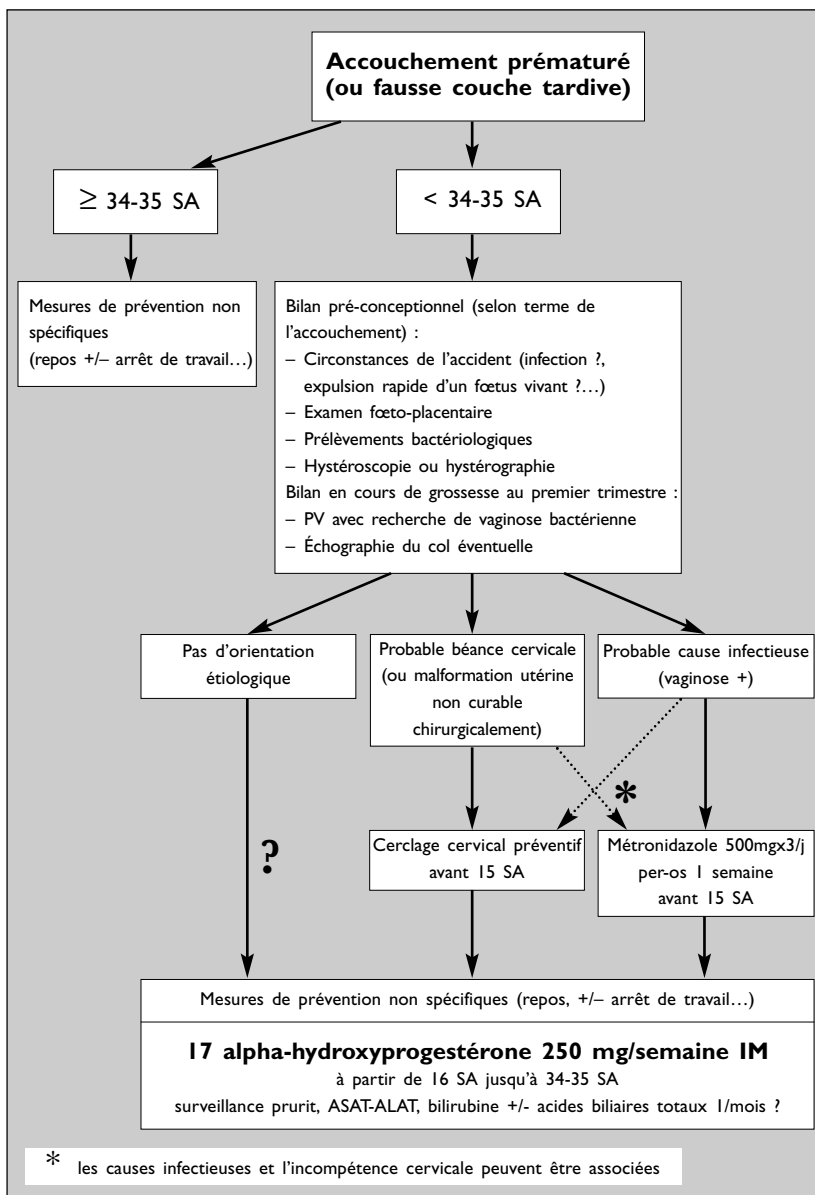 Accouchement prématuré
(ou fausse couche tardive)
≥ 34-35 SA
< 34-35 SA
Mesures de prévention non
spécifiques
(repos +/– arrêt de travail…)
Bilan pré-conceptionnel (selon terme de
l'accouchement) :
– Circonstances de l'accident (infection ?,
expulsion rapide d'un fœtus vivant ?…)
– Examen fœto-placentaire
– Prélèvements bactériologiques
– Hystéroscopie ou hystérographie
Bilan en cours de grossesse au premier trimestre :
– PV avec recherche de vaginose bactérienne
– Échographie du col éventuelle
Pas d'orientation
étiologique
Probable béance cervicale
(ou malformation utérine
non curable
chirurgicalement)
Probable cause infectieuse
(vaginose +)
*
?
Cerclage cervical préventif
avant 15 SA
Métronidazole 500mgx3/j
per-os 1 semaine
avant 15 SA
Mesures de prévention non spécifiques (repos, +/– arrêt de travail…)
17 alpha-hydroxyprogestérone 250 mg/semaine IM
à partir de 16 SA jusqu'à 34-35 SA
surveillance prurit, ASAT-ALAT, bilirubine +/- acides biliaires totaux 1/mois ?
* les causes infectieuses et l'incompétence cervicale peuvent être associées